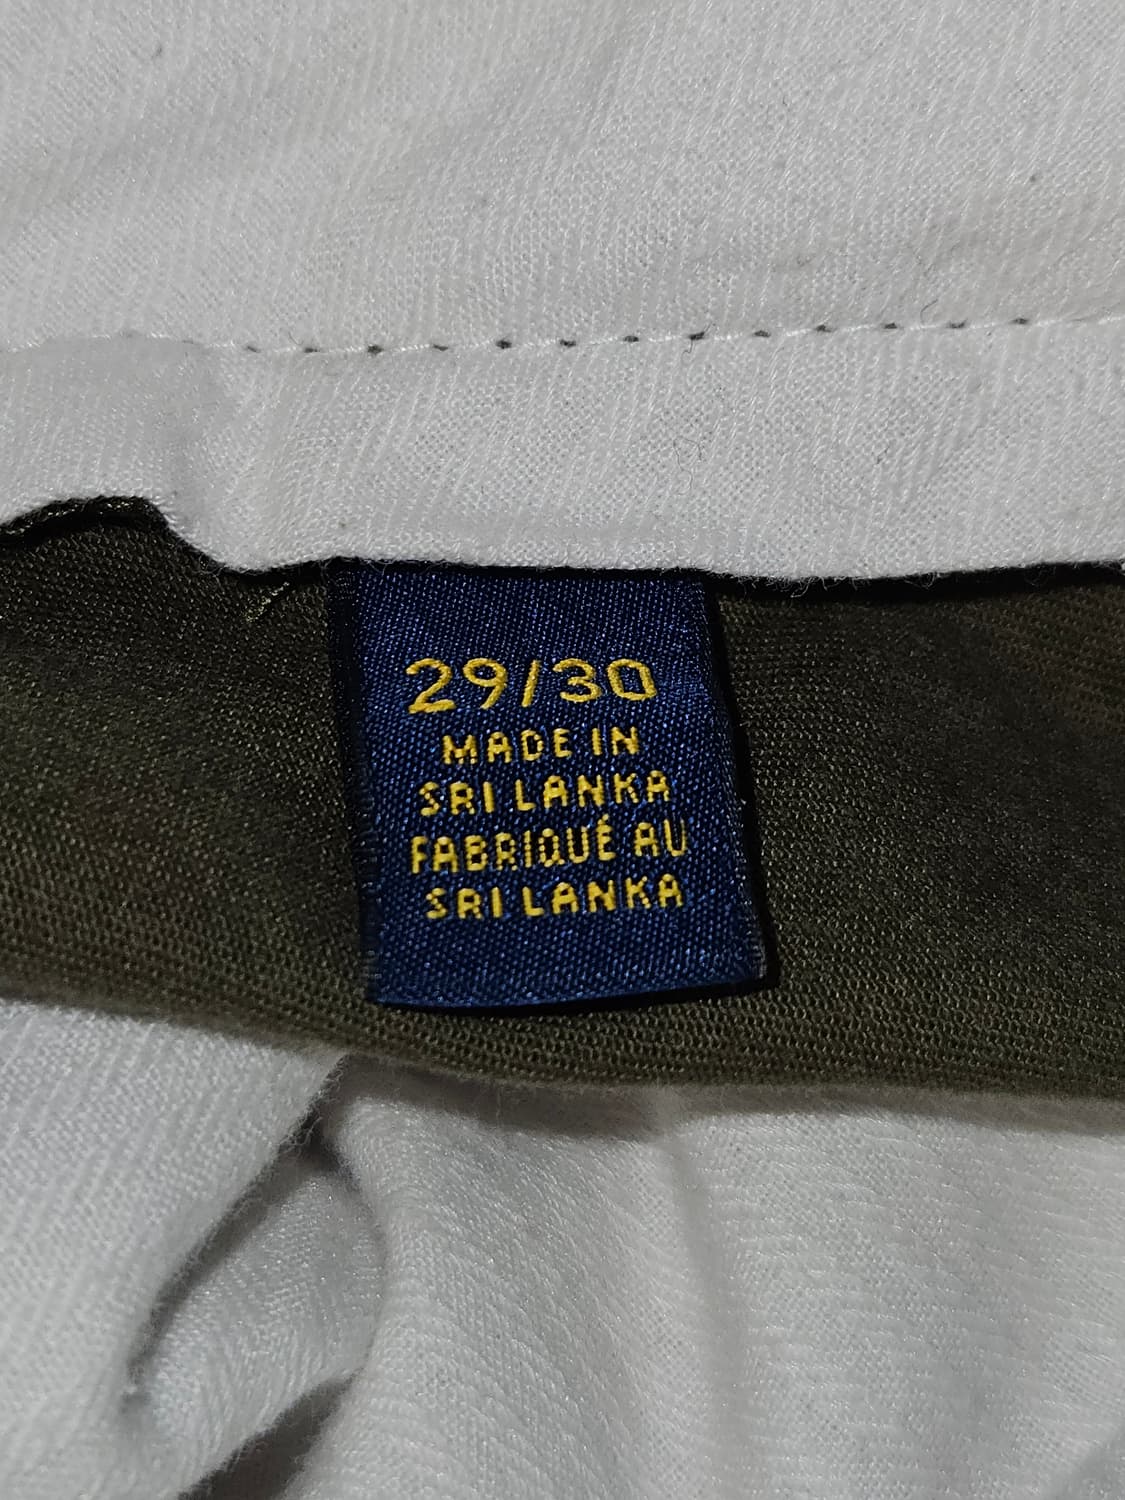 29/30
MADE IN
SRI LANKA
FABRIQUÉ AU
SRI LANKA